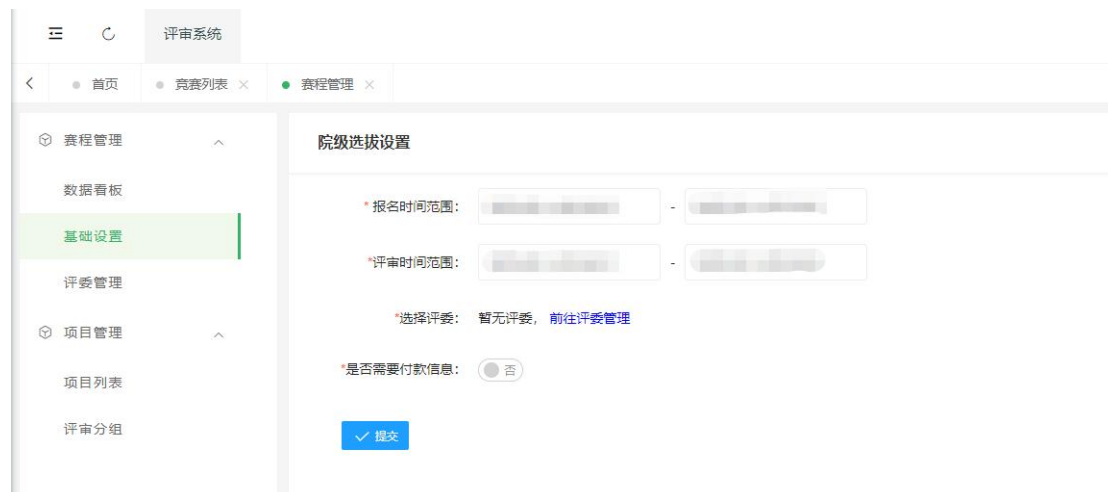 评审系统
首页 竞赛列表 赛程管理
赛程管理
数据看板
基础设置
评委管理
项目管理
项目列表
评审分组
院级选拔设置
*报名时间范围： -
*评审时间范围： -
*选择评委： 暂无评委，前往评委管理
*是否需要付款信息： 否
提交